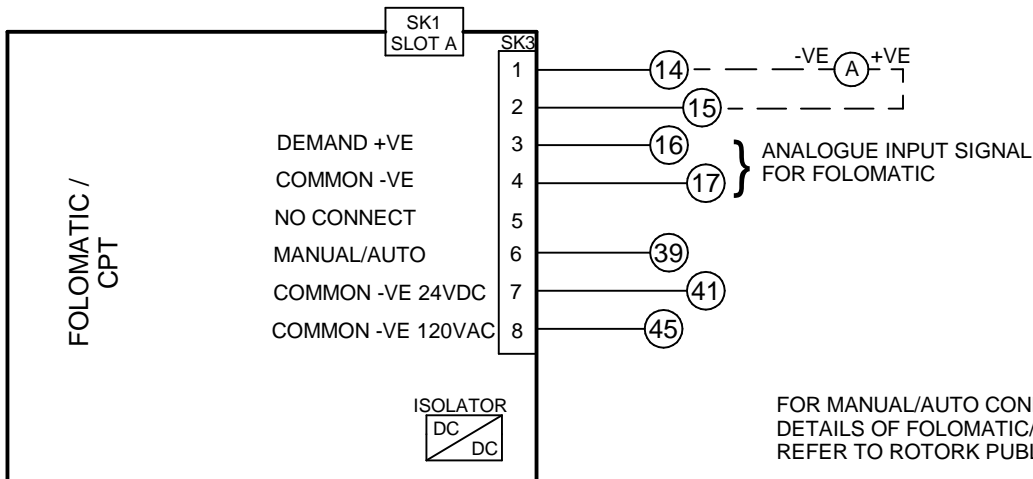 SK1
SLOT A
SK3
1
14
-VE
A
+VE
2
15
DEMAND +VE
3
16
COMMON -VE
4
17
ANALOGUE INPUT SIGNAL
FOR FOLOMATIC
NO CONNECT
5
MANUAL/AUTO
6
39
COMMON -VE 24VDC
7
41
COMMON -VE 120VAC
8
45
FOLOMATIC /
CPT
ISOLATOR
DC
DC
FOR MANUAL/AUTO CON
DETAILS OF FOLOMATIC/
REFER TO ROTORK PUBL